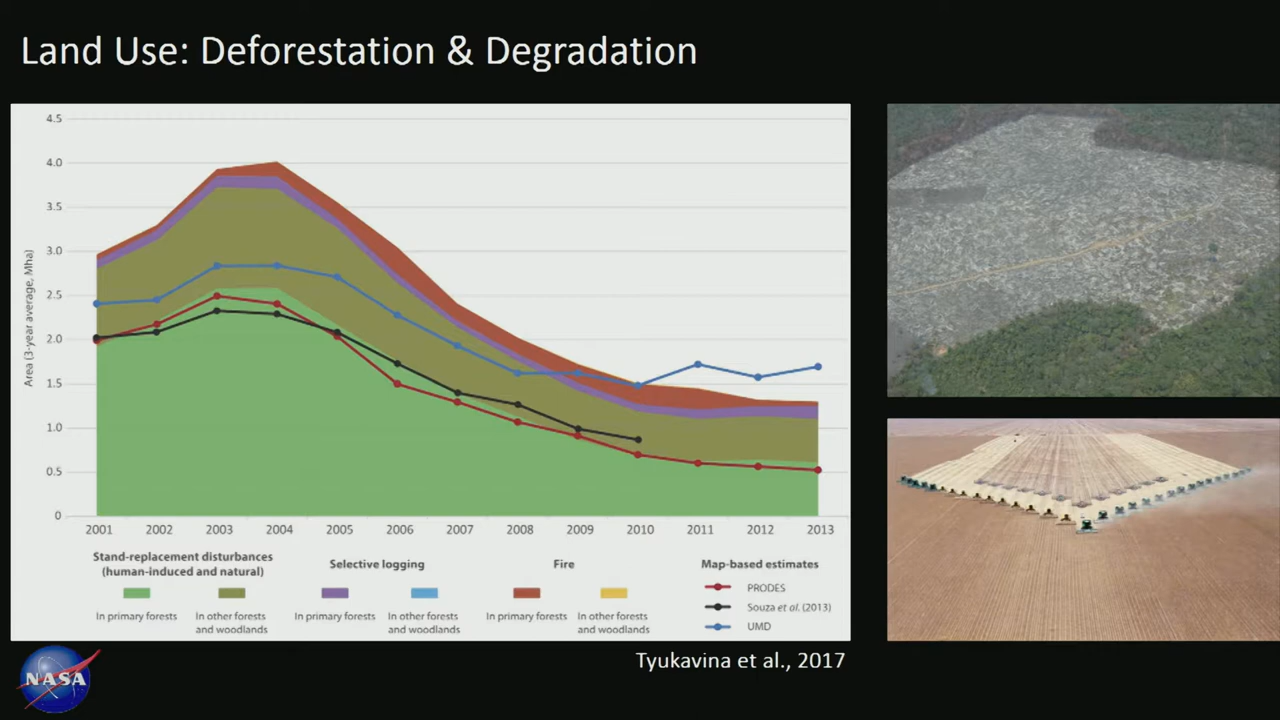 Land Use: Deforestation & Degradation
4.5
4.0
3.5
3.0
2.5
2.0
1.5
1.0
0.5
0
Area (3-year average, Mha)
2001 2002 2003 2004 2005 2006 2007 2008 2009 2010 2011 2012 2013
Stand-replacement disturbances
(human-induced and natural)
In primary forests
In other forests
and woodlands
Selective logging
In primary forests
In other forests
and woodlands
Fire
In primary forests
In other forests
and woodlands
Map-based estimates
PRODES
Souza et al. (2013)
UMD
Tyukavina et al., 2017
NASA